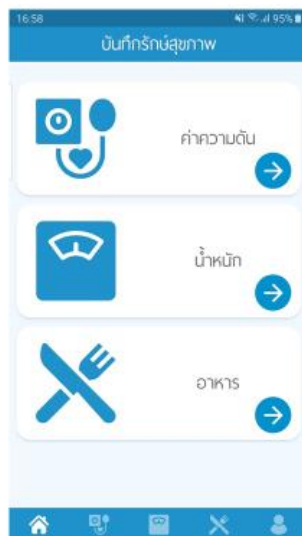 16:58 95%
บันทึกรักษ์สุขภาพ
ค่าความดัน
น้ำหนัก
อาหาร